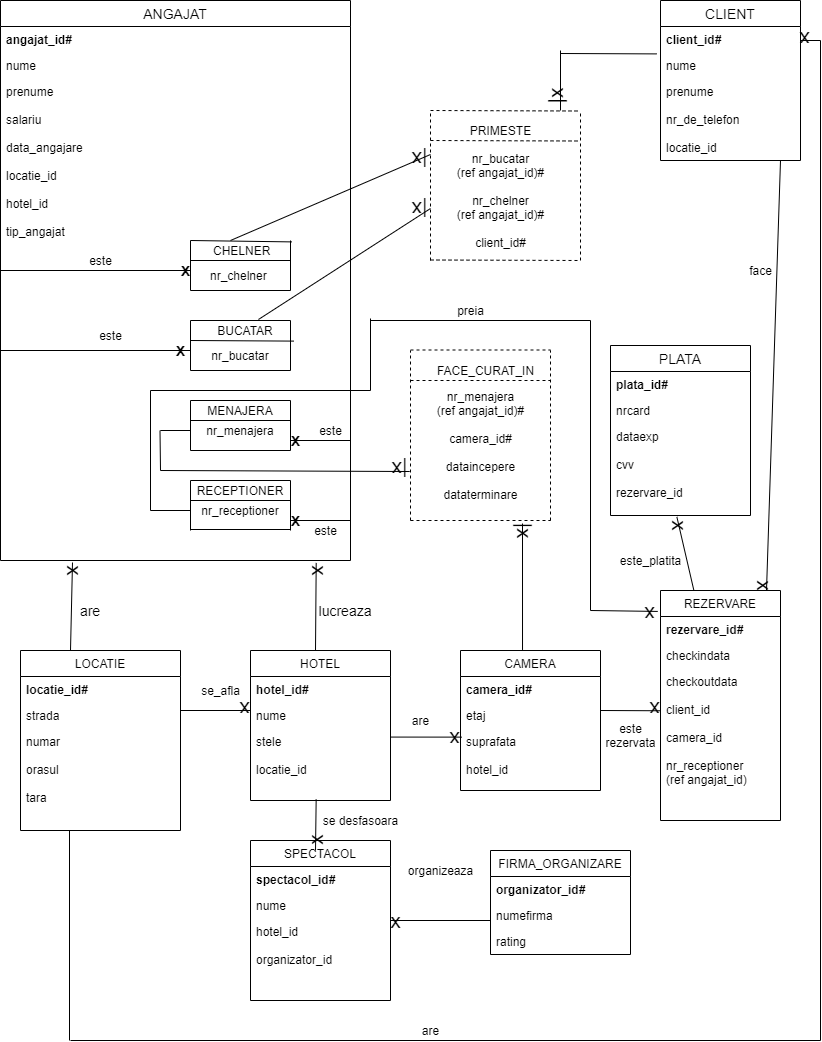 ANGAJAT
angajat_id#
nume
prenume
salariu
data_angajare
locatie_id
hotel_id
tip_angajat
este
CHELNER
nr_chelner
este
BUCATAR
nr_bucatar
MENAJERA
nr_menajera
este
RECEPTIONER
nr_receptioner
este
PRIMESTE
nr_bucatar
(ref angajat_id)#
nr_chelner
(ref angajat_id)#
client_id#
CLIENT
client_id#
nume
prenume
nr_de_telefon
locatie_id
face
preia
FACE_CURAT_IN
nr_menajera
(ref angajat_id)#
camera_id#
dataincepere
dataterminare
PLATA
plata_id#
nrcard
dataexp
cvv
rezervare_id
este_platita
are
lucreaza
LOCATIE
locatie_id#
strada
numar
orasul
tara
se_afla
HOTEL
hotel_id#
nume
stele
locatie_id
are
CAMERA
camera_id#
etaj
suprafata
hotel_id
este
rezervata
REZERVARE
rezervare_id#
checkindata
checkoutdata
client_id
camera_id
nr_receptioner
(ref angajat_id)
se desfasoara
SPECTACOL
spectacol_id#
nume
hotel_id
organizator_id
organizeaza
FIRMA_ORGANIZARE
organizator_id#
numefirma
rating
are